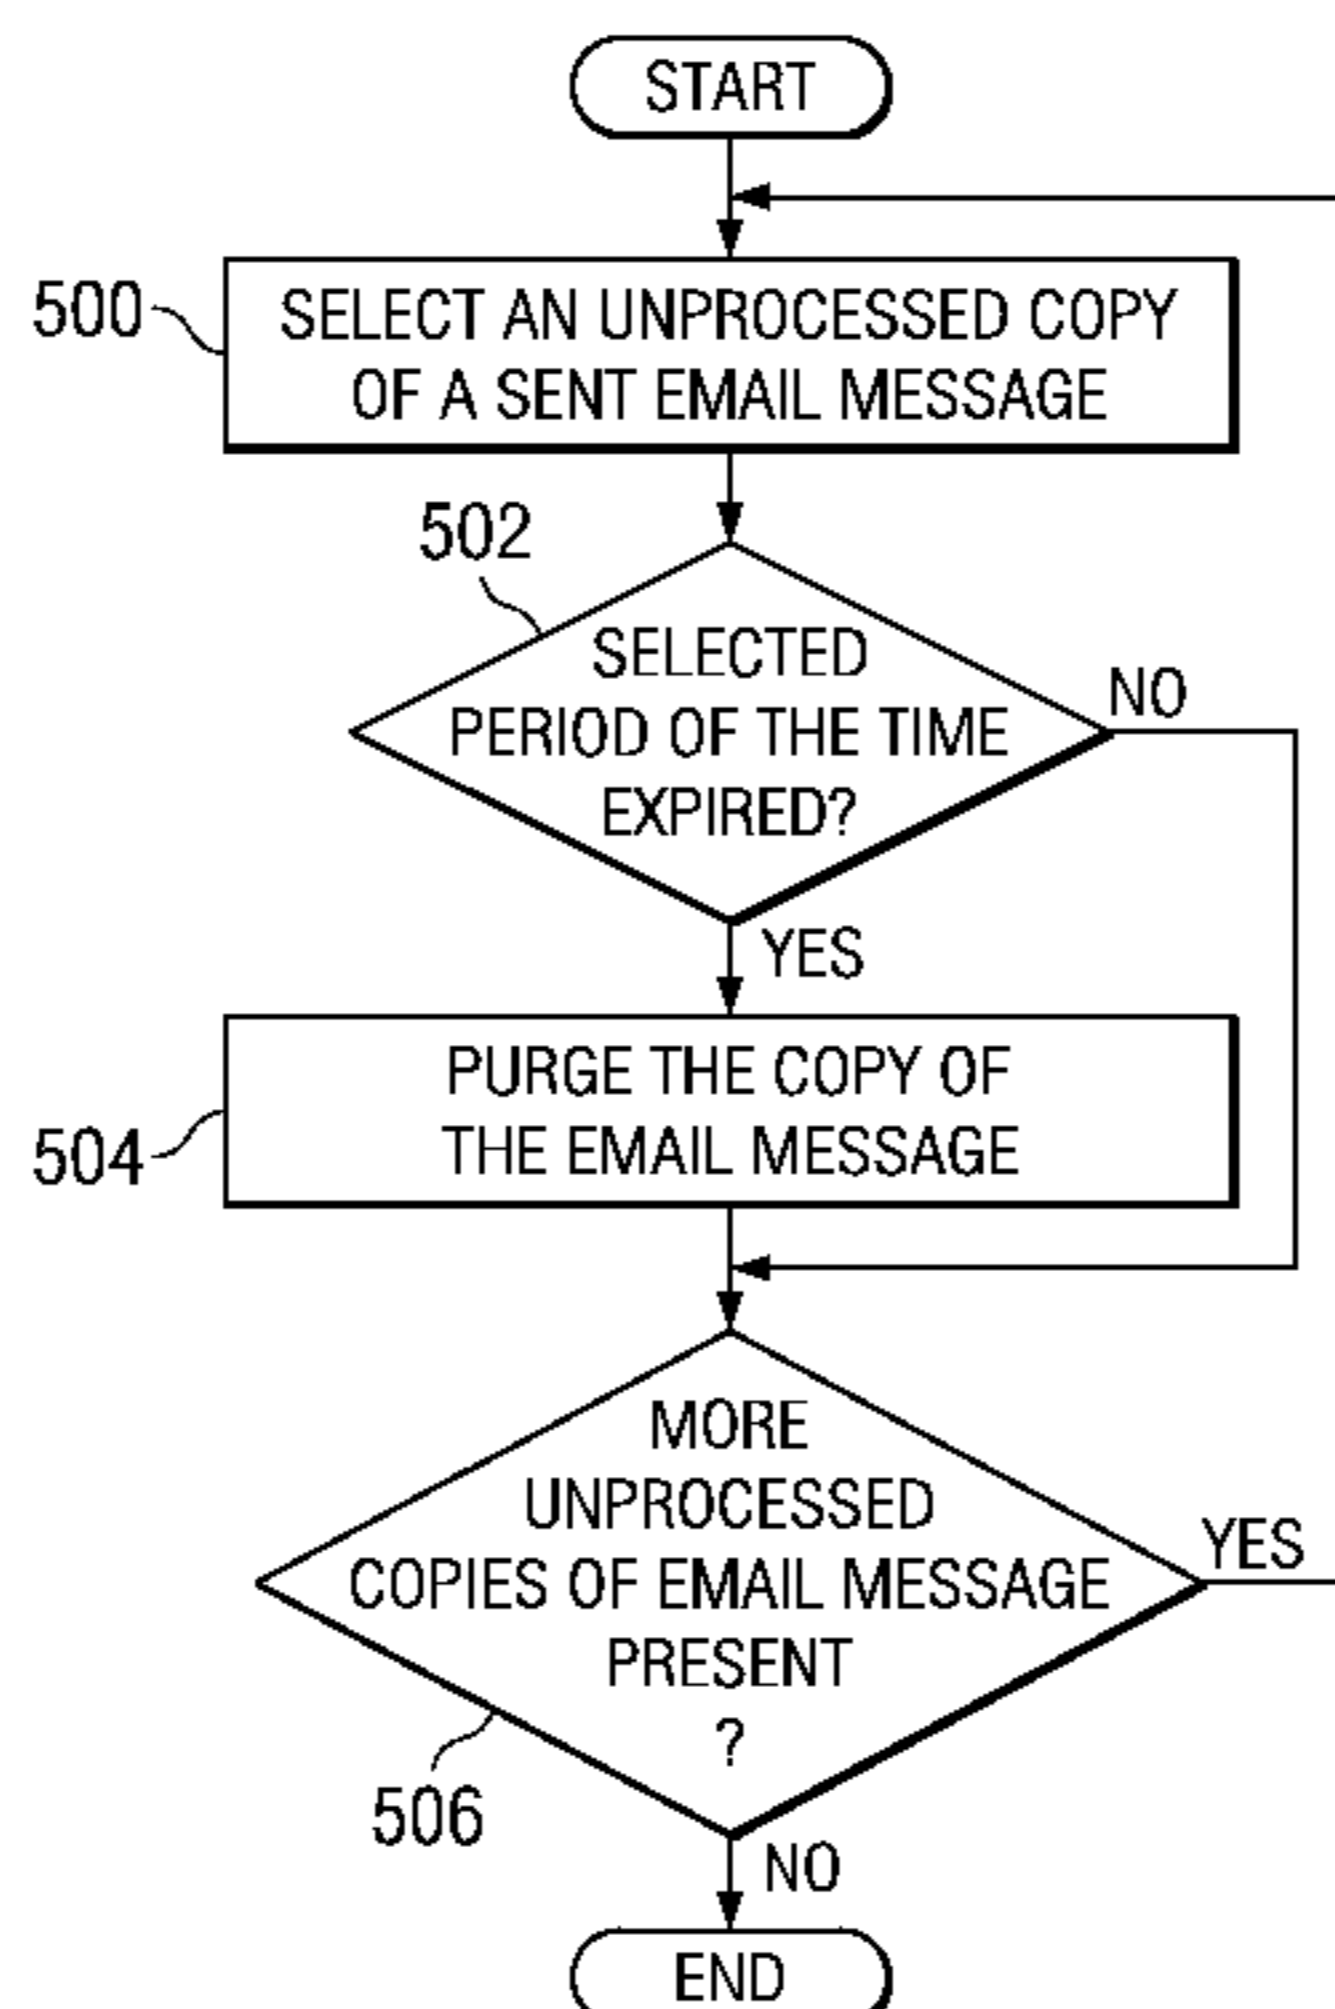 START
500
SELECT AN UNPROCESSED COPY
OF A SENT EMAIL MESSAGE
502
SELECTED
PERIOD OF THE TIME
EXPIRED?
NO
YES
504
PURGE THE COPY OF
THE EMAIL MESSAGE
MORE
UNPROCESSED
COPIES OF EMAIL MESSAGE
PRESENT
?
YES
506
NO
END